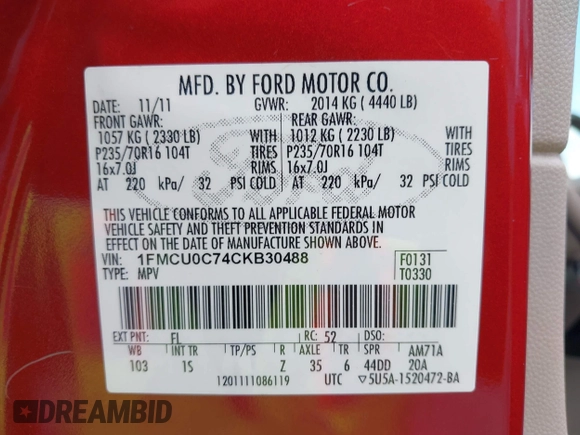 MFD. BY FORD MOTOR CO.
DATE: 11/11 GVWR: 2014 KG ( 4440 LB)
FRONT GAWR: REAR GAWR:
1057 KG ( 2330 LB) WITH 1012 KG ( 2230 LB) WITH
P235/70R16 104T TIRES P235/70R16 104T TIRES
16x7.0J RIMS 16x7.0J RIMS
AT 220 kPa/ 32 PSI COLD AT 220 kPa/ 32 PSI COLD
THIS VEHICLE CONFORMS TO ALL APPLICABLE FEDERAL MOTOR
VEHICLE SAFETY AND THEFT PREVENTION STANDARDS IN
EFFECT ON THE DATE OF MANUFACTURE SHOWN ABOVE.
VIN: 1FMCU0C74CKB30488 F0131
TYPE: MPV T0330
EXT PNT: FL RC: 52 DSO:
WB INT TR TP/PS R AXLE TR SPR AM71A
103 1S Z 35 6 44DD 20A
1201111086119 UTC 5U5A-1520472-BA
Ford
DREAMBID